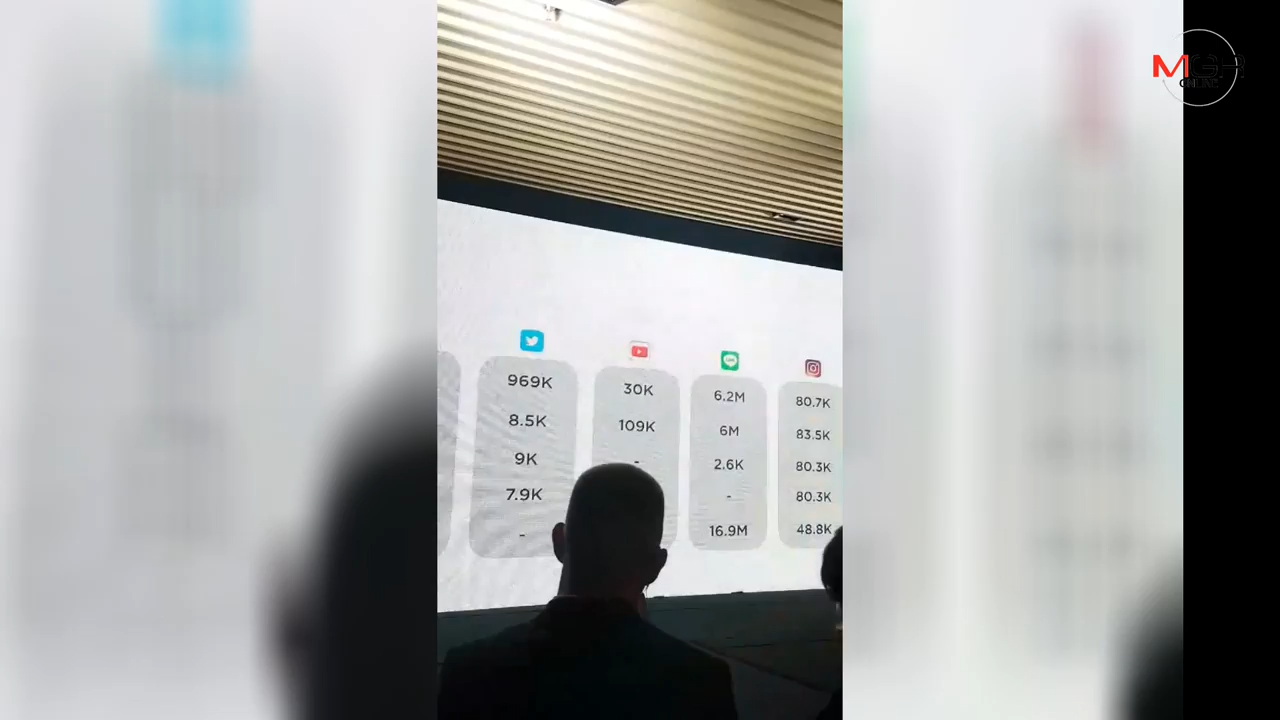 MGR
ONLINE
LINE
969K 30K 6.2M 80.7K
8.5K 109K 6M 83.5K
9K - 2.6K 80.3K
7.9K - 80.3K
- 16.9M 48.8K